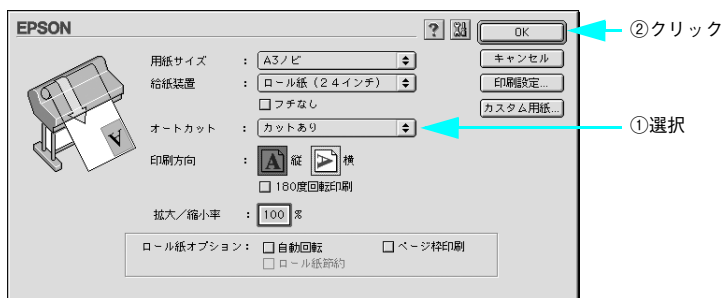 EPSON
?
OK
②クリック
用紙サイズ : A3ノビ
キャンセル
給紙装置 : ロール紙（24インチ）
印刷設定...
フチなし
カスタム用紙...
オートカット : カットあり
①選択
印刷方向 : A 縦 A 横
180度回転印刷
A
拡大／縮小率 : 100 %
ロール紙オプション : 自動回転 ページ枠印刷
ロール紙節約